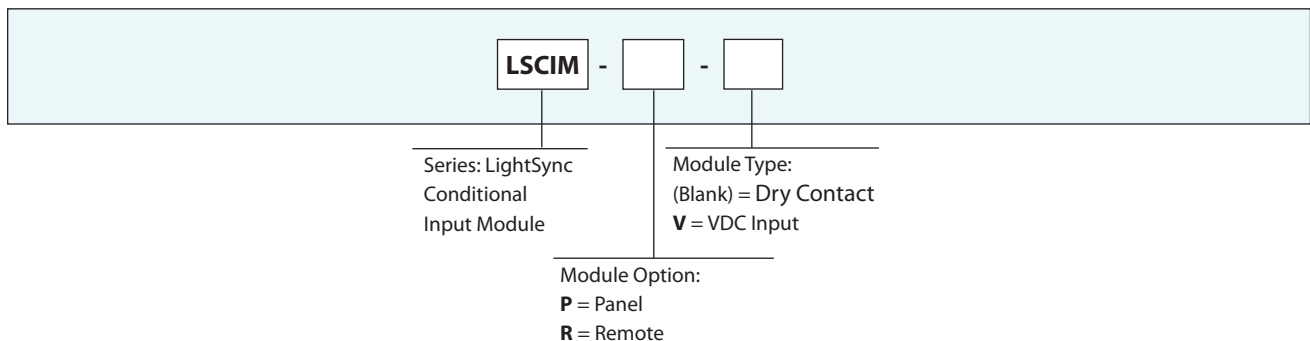 LSCIM - -
Series: LightSync
Conditional
Input Module
Module Type:
(Blank) = Dry Contact
V = VDC Input
Module Option:
P = Panel
R = Remote